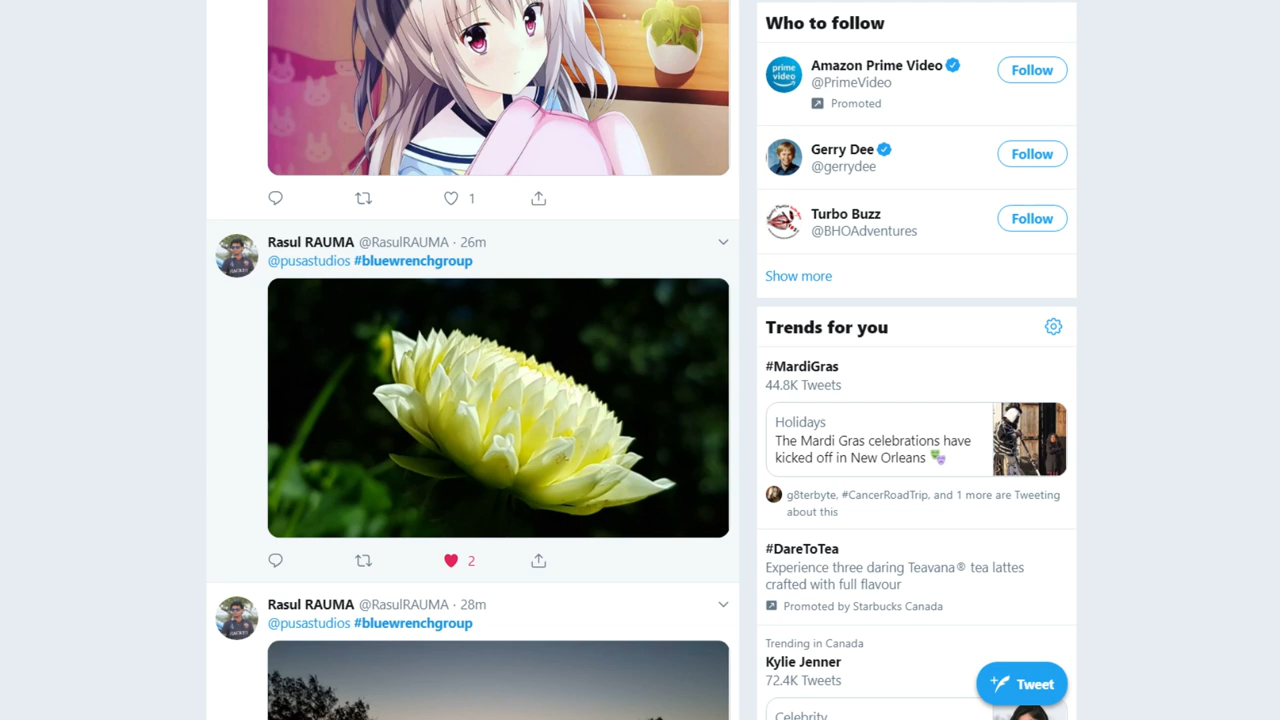 1
Rasul RAUMA @RasulRAUMA · 26m
@pusastudios #bluewrenchgroup
2
Rasul RAUMA @RasulRAUMA · 28m
@pusastudios #bluewrenchgroup
Who to follow
prime video
Amazon Prime Video
@PrimeVideo
Promoted
Follow
Gerry Dee
@gerrydee
Follow
Turbo Buzz
@BHOAdventures
Follow
Show more
Trends for you
#MardiGras
44.8K Tweets
Holidays
The Mardi Gras celebrations have
kicked off in New Orleans
g8terbyte, #CancerRoadTrip, and 1 more are Tweeting
about this
#DareToTea
Experience three daring Teavana® tea lattes
crafted with full flavour
Promoted by Starbucks Canada
Trending in Canada
Kylie Jenner
72.4K Tweets
Tweet
Celebrity